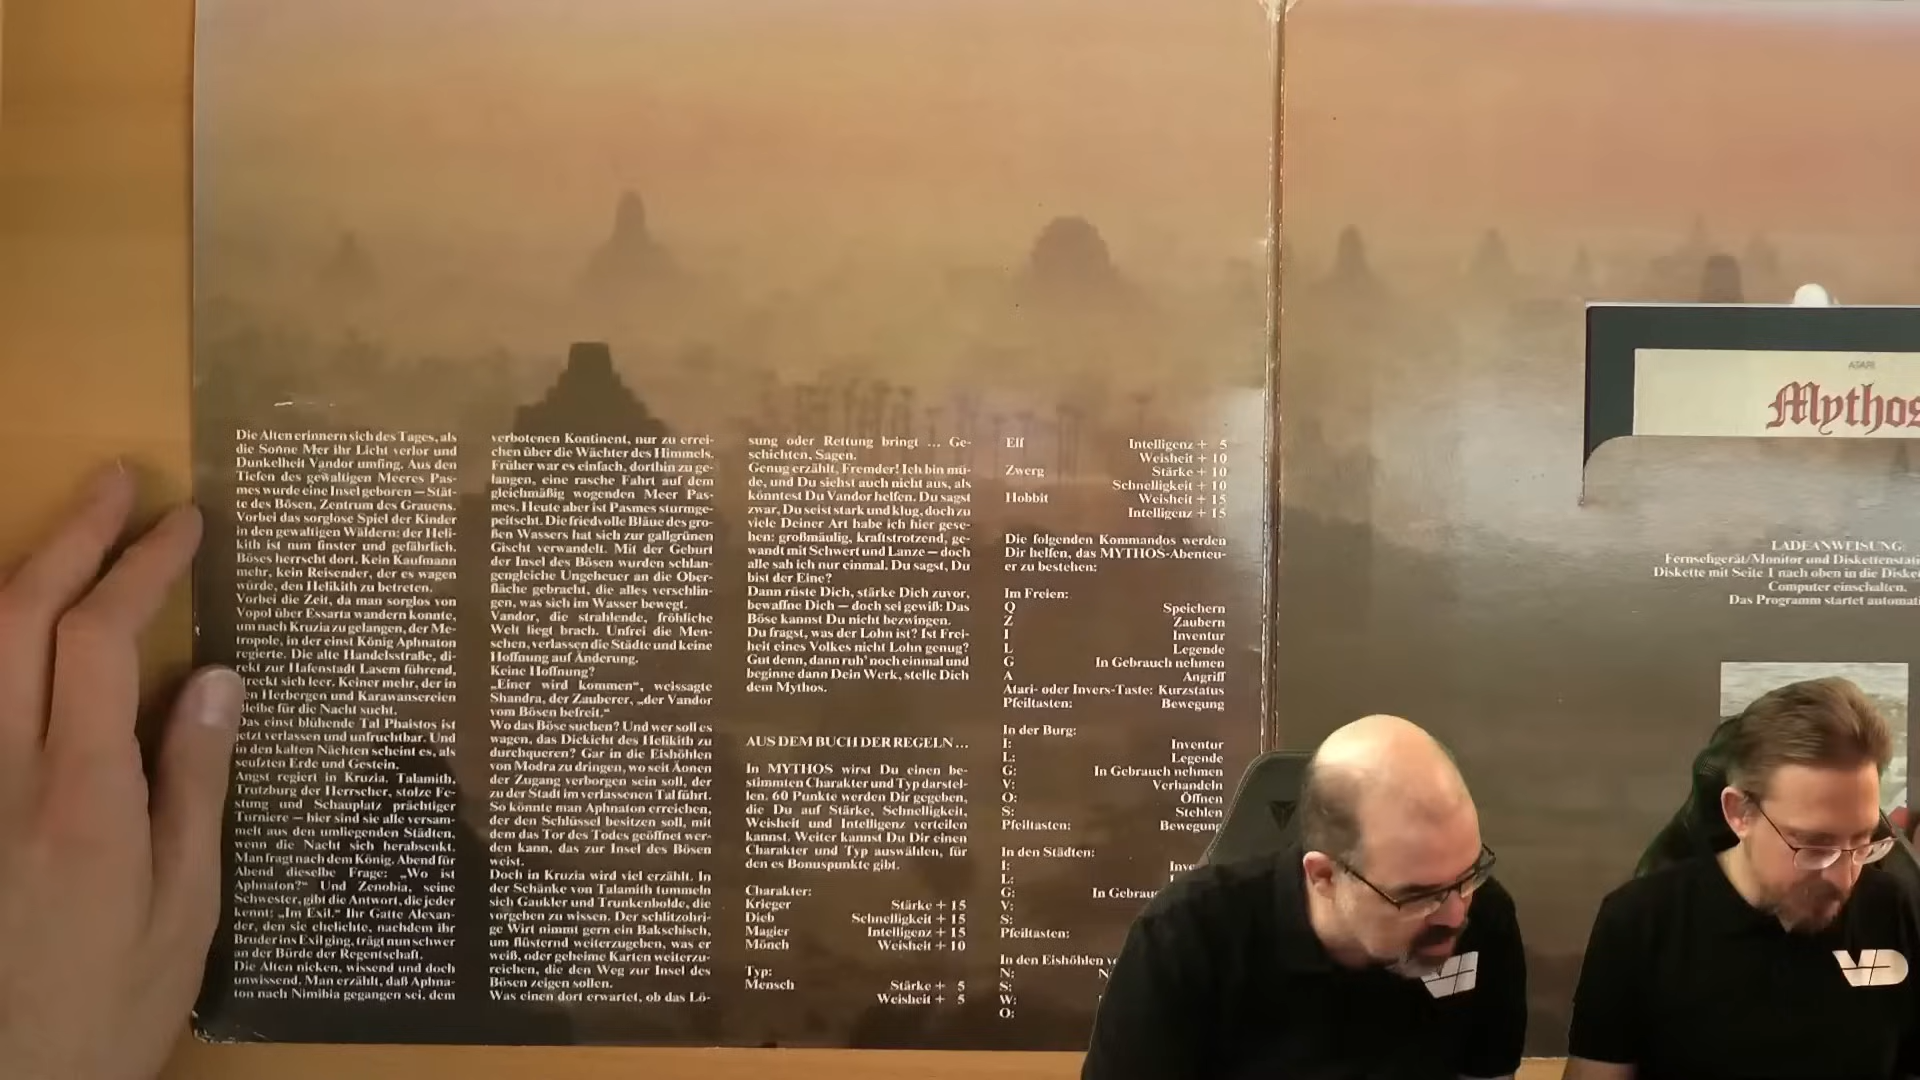 Die Alten erinnern sich des Tages, als
die Sonne Mer ihr Licht verlor und
Dunkelheit Vandor umfing. Aus den
Tiefen des gewaltigen Meeres Pas-
mes wurde eine Insel geboren – Stät-
te des Bösen, Zentrum des Grauens.
Vorbei das sorglose Spiel der Kinder
in den gewaltigen Wäldern: der Heli-
kith ist nun finster und gefährlich.
Böses herrscht dort. Kein Kaufmann
mehr, kein Reisender, der es wagen
würde, den Helikith zu betreten.
Vorbei die Zeit, da man sorglos von
Vopol über Essarta wandern konnte,
um nach Kruzia zu gelangen, der Me-
tropole, in der einst König Aphnaton
regierte. Die alte Handelsstraße, di-
rekt zur Hafenstadt Lasem führend,
treckt sich leer. Keiner mehr, der in
en Herbergen und Karawansereien
leibe für die Nacht sucht.
Das einst blühende Tal Phaistos ist
jetzt verlassen und unfruchtbar. Und
in den kalten Nächten scheint es, als
seufzten Erde und Gestein.
Angst regiert in Kruzia. Talamith,
Trutzburg der Herrscher, stolze Fe-
stung und Schauplatz prächtiger
Turniere – hier sind sie alle versam-
melt aus den umliegenden Städten,
wenn die Nacht sich herabsenkt.
Man fragt nach dem König. Abend für
Abend dieselbe Frage: „Wo ist
Aphnaton?“ Und Zenobia, seine
Schwester, gibt die Antwort, die jeder
kennt: „Im Exil.“ Ihr Gatte Alexan-
der, den sie ehelichte, nachdem ihr
Bruder ins Exil ging, trägt nun schwer
an der Bürde der Regentschaft.
Die Alten nicken, wissend und doch
unwissend. Man erzählt, daß Aphna-
ton nach Nimibia gegangen sei, dem
verbotenen Kontinent, nur zu errei-
chen über die Wächter des Himmels.
Früher war es einfach, dorthin zu ge-
langen, eine rasche Fahrt auf dem
gleichmäßig wogenden Meer Pas-
mes. Heute aber ist Pasmes sturmge-
peitscht. Die friedvolle Bläue des gro-
ßen Wassers hat sich zur gallgrünen
Gischt verwandelt. Mit der Geburt
der Insel des Bösen wurden schlan-
gengleiche Ungeheuer an die Ober-
fläche gebracht, die alles verschlin-
gen, was sich im Wasser bewegt.
Vandor, die strahlende, fröhliche
Welt liegt brach. Unfrei die Men-
schen, verlassen die Städte und keine
Hoffnung auf Änderung.
Keine Hoffnung?
„Einer wird kommen“, weissagte
Shandra, der Zauberer, „der Vandor
vom Bösen befreit.“
Wo das Böse suchen? Und wer soll es
wagen, das Dickicht des Helikith zu
durchqueren? Gar in die Eishöhlen
von Modra zu dringen, wo seit Äonen
der Zugang verborgen sein soll, der
zu der Stadt im verlassenen Tal führt.
So könnte man Aphnaton erreichen,
der den Schlüssel besitzen soll, mit
dem das Tor des Todes geöffnet wer-
den kann, das zur Insel des Bösen
weist.
Doch in Kruzia wird viel erzählt. In
der Schänke von Talamith tummeln
sich Gaukler und Trunkenbolde, die
vorgeben zu wissen. Der schlitzohri-
ge Wirt nimmt gern ein Bakschisch,
um flüsternd weiterzugeben, was er
weiß, oder geheime Karten weiterzu-
reichen, die den Weg zur Insel des
Bösen zeigen sollen.
Was einen dort erwartet, ob das Lö-
sung oder Rettung bringt ... Ge-
schichten, Sagen.
Genug erzählt, Fremder! Ich bin mü-
de, und Du siehst auch nicht aus, als
könntest Du Vandor helfen. Du sagst
zwar, Du seist stark und klug, doch zu
viele Deiner Art habe ich hier gese-
hen: großmäulig, kraftstrotzend, ge-
wandt mit Schwert und Lanze – doch
alle sah ich nur einmal. Du sagst, Du
bist der Eine?
Dann rüste Dich, stärke Dich zuvor,
bewaffne Dich – doch sei gewiß: Das
Böse kannst Du nicht bezwingen.
Du fragst, was der Lohn ist? Ist Frei-
heit eines Volkes nicht Lohn genug?
Gut denn, dann ruh’ noch einmal und
beginne dann Dein Werk, stelle Dich
dem Mythos.
AUS DEM BUCH DER REGELN ...
In MYTHOS wirst Du einen be-
stimmten Charakter und Typ darstel-
len. 60 Punkte werden Dir gegeben,
die Du auf Stärke, Schnelligkeit,
Weisheit und Intelligenz verteilen
kannst. Weiter kannst Du Dir einen
Charakter und Typ auswählen, für
den es Bonuspunkte gibt.
Charakter:
Krieger Stärke + 15
Dieb Schnelligkeit + 15
Magier Intelligenz + 15
Mönch Weisheit + 10
Typ:
Mensch Stärke + 5
Weisheit + 5
Elf Intelligenz + 5
Weisheit + 10
Zwerg Stärke + 10
Schnelligkeit + 10
Hobbit Weisheit + 15
Intelligenz + 15
Die folgenden Kommandos werden
Dir helfen, das MYTHOS-Abenteu-
er zu bestehen:
Im Freien:
Q Speichern
Z Zaubern
I Inventur
L Legende
G In Gebrauch nehmen
A Angriff
Atari- oder Invers-Taste: Kurzstatus
Pfeiltasten: Bewegung
In der Burg:
I: Inventur
L: Legende
G: In Gebrauch nehmen
V: Verhandeln
O: Öffnen
S: Stehlen
Pfeiltasten: Bewegung
In den Städten:
I: Inve
L: L
G: In Gebrauc
V:
S:
Pfeiltasten:
In den Eishöhlen v
N: N
S:
W:
O:
ATARI
Mythos
LADEANWEISUNG:
Fernsehgerät/Monitor und Diskettenstati
Diskette mit Seite 1 nach oben in die Diske
Computer einschalten.
Das Programm startet automati
VD